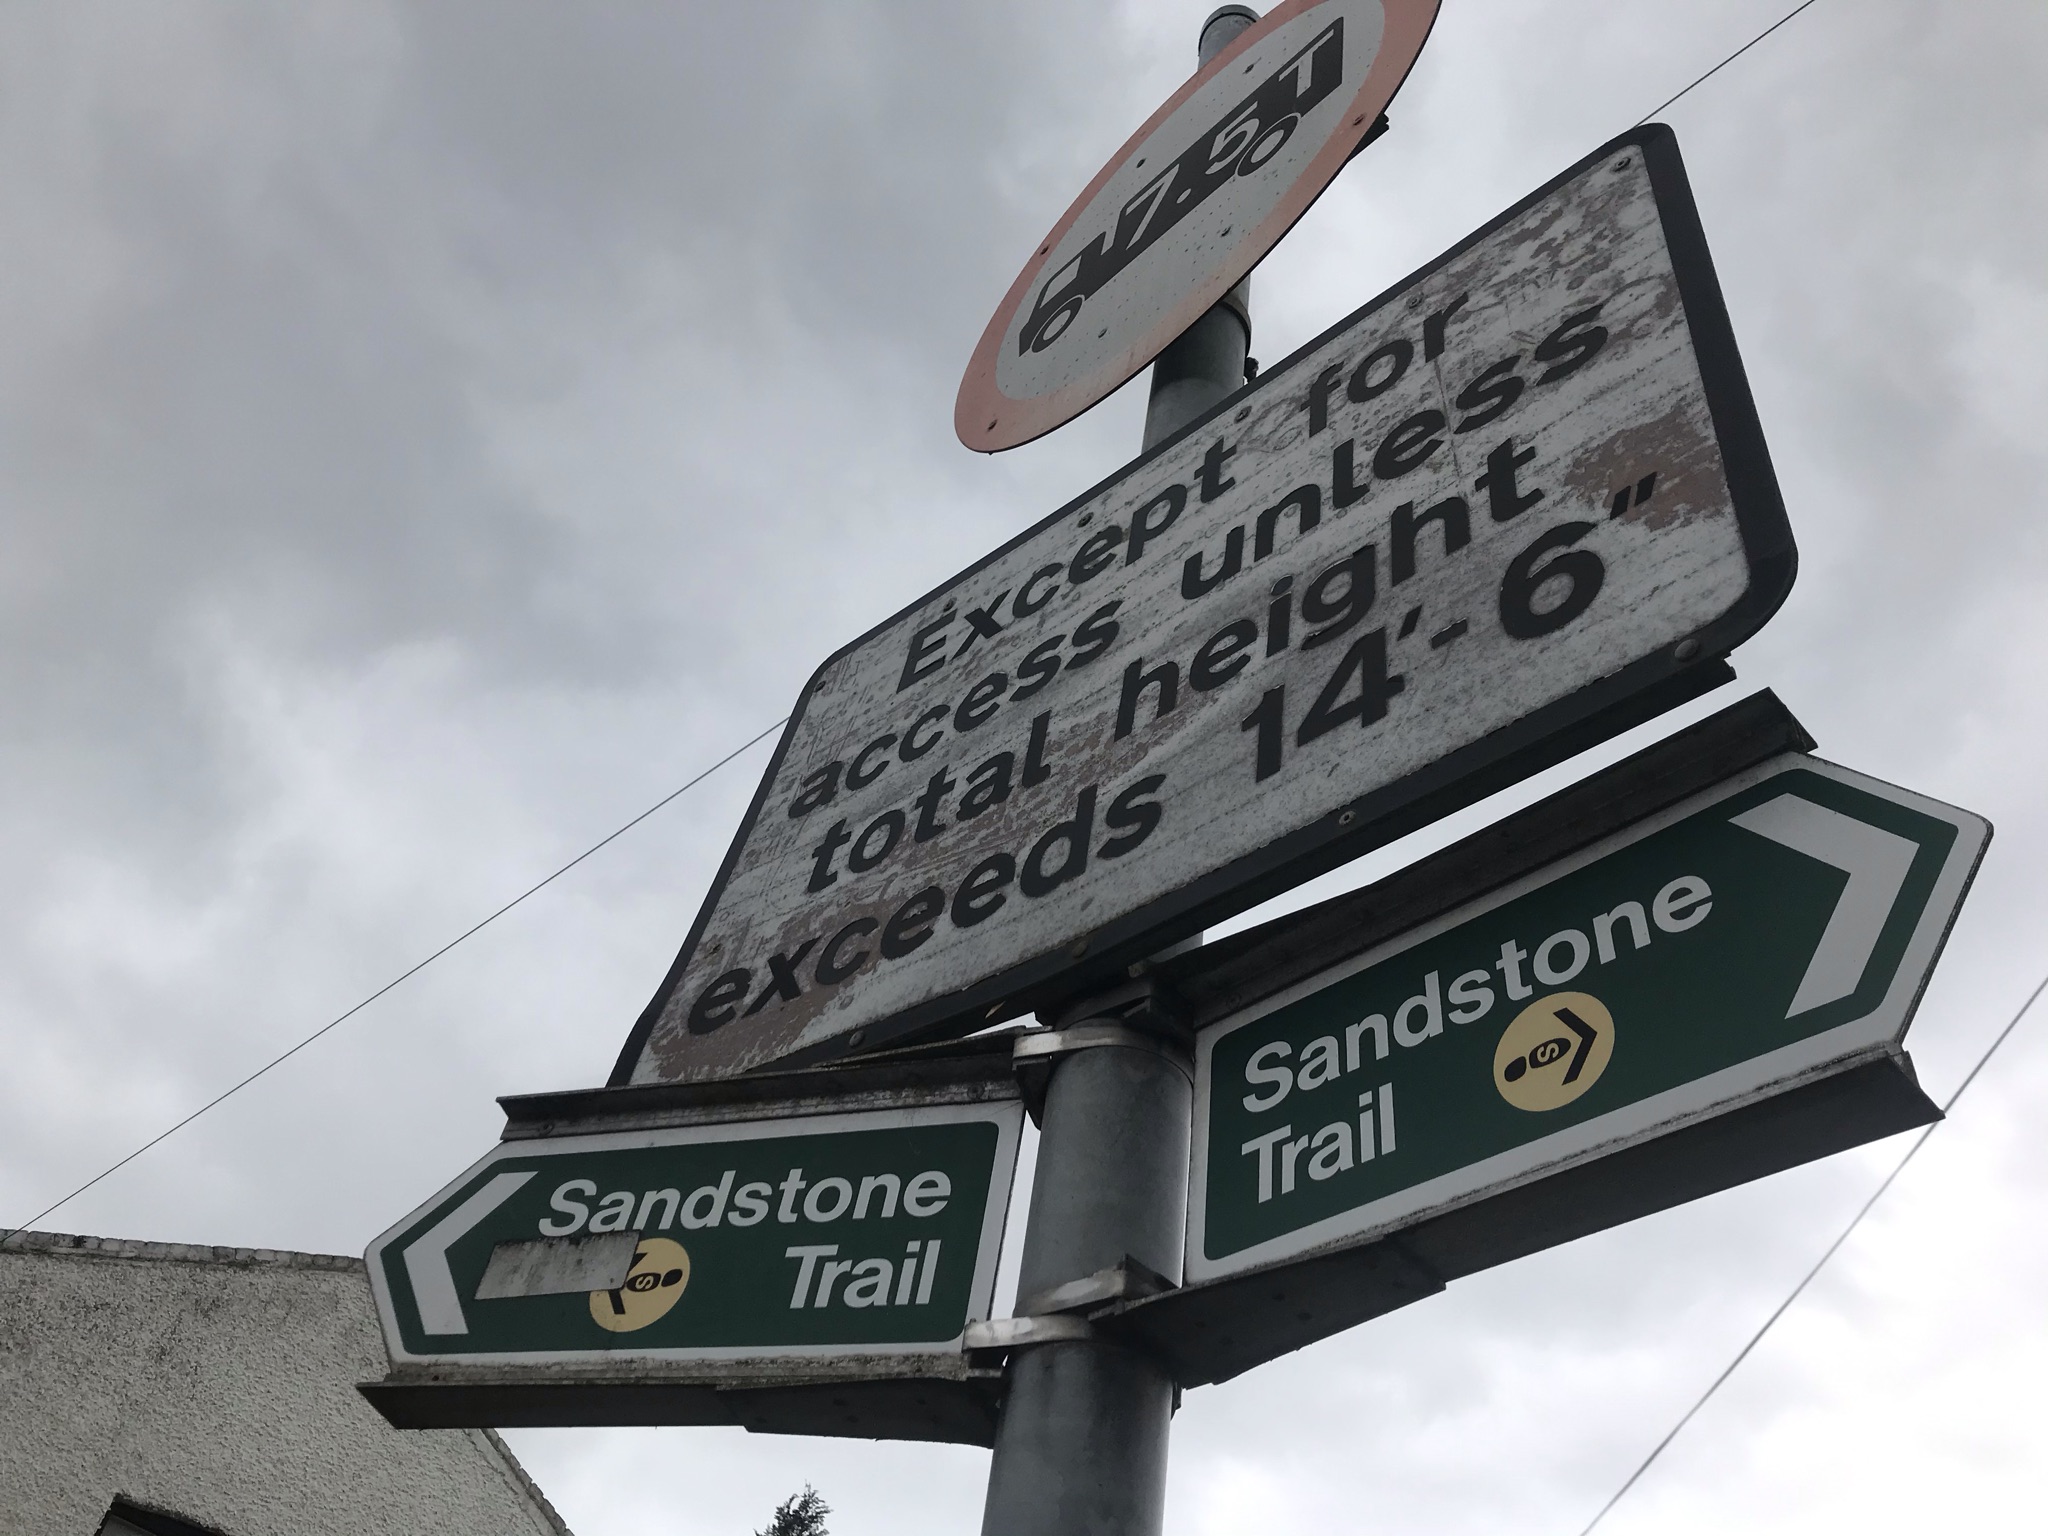 7.5T
Except for
access unless
total height
exceeds 14'-6"
Sandstone
Trail
S
Sandstone
Trail
S